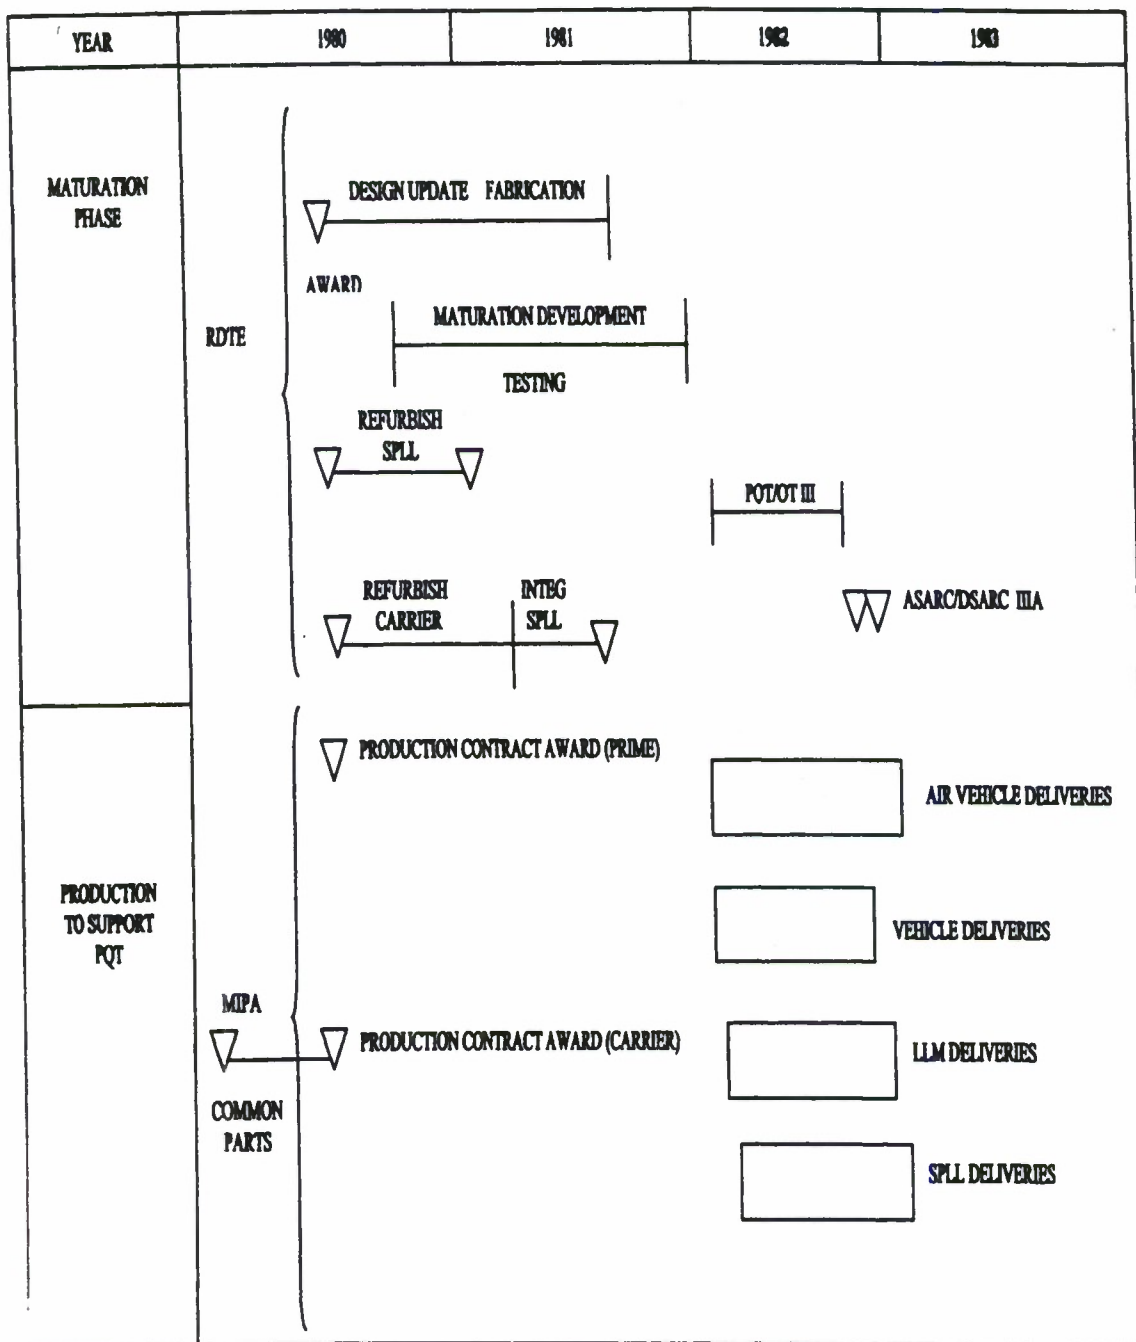 YEAR 1980 1981 1982 1983
MATURATION
PHASE
RDTE
DESIGN UPDATE FABRICATION
AWARD
MATURATION DEVELOPMENT
TESTING
REFURBISH
SPLL
PQT/OT III
REFURBISH
CARRIER
INTEG
SPLL
ASARC/DSARC IIIA
PRODUCTION
TO SUPPORT
PQT
PRODUCTION CONTRACT AWARD (PRIME)
AIR VEHICLE DELIVERIES
VEHICLE DELIVERIES
MIPA
PRODUCTION CONTRACT AWARD (CARRIER)
LLM DELIVERIES
COMMON
PARTS
SPLL DELIVERIES